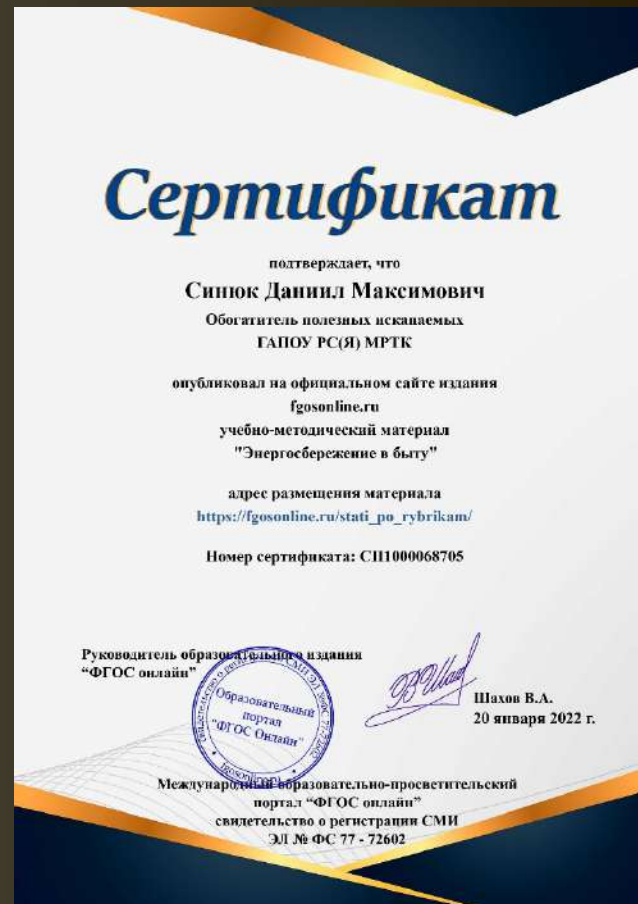 Сертификат
подтверждает, что
Синюк Даниил Максимович
Обогатитель полезных ископаемых
ГАПОУ РС(Я) МРТК
опубликовал на официальном сайте издания
fgosonline.ru
учебно-методический материал
"Энергосбережение в быту"
адрес размещения материала
https://fgosonline.ru/stati_po_rybrikam/
Номер сертификата: СП1000068705
Руководитель образовательного издания
“ФГОС онлайн”
Образовательный
портал
"ФГОС Онлайн"
Шахов В.А.
20 января 2022 г.
Международный образовательно-просветительский
портал “ФГОС онлайн”
свидетельство о регистрации СМИ
ЭЛ № ФС 77 - 72602